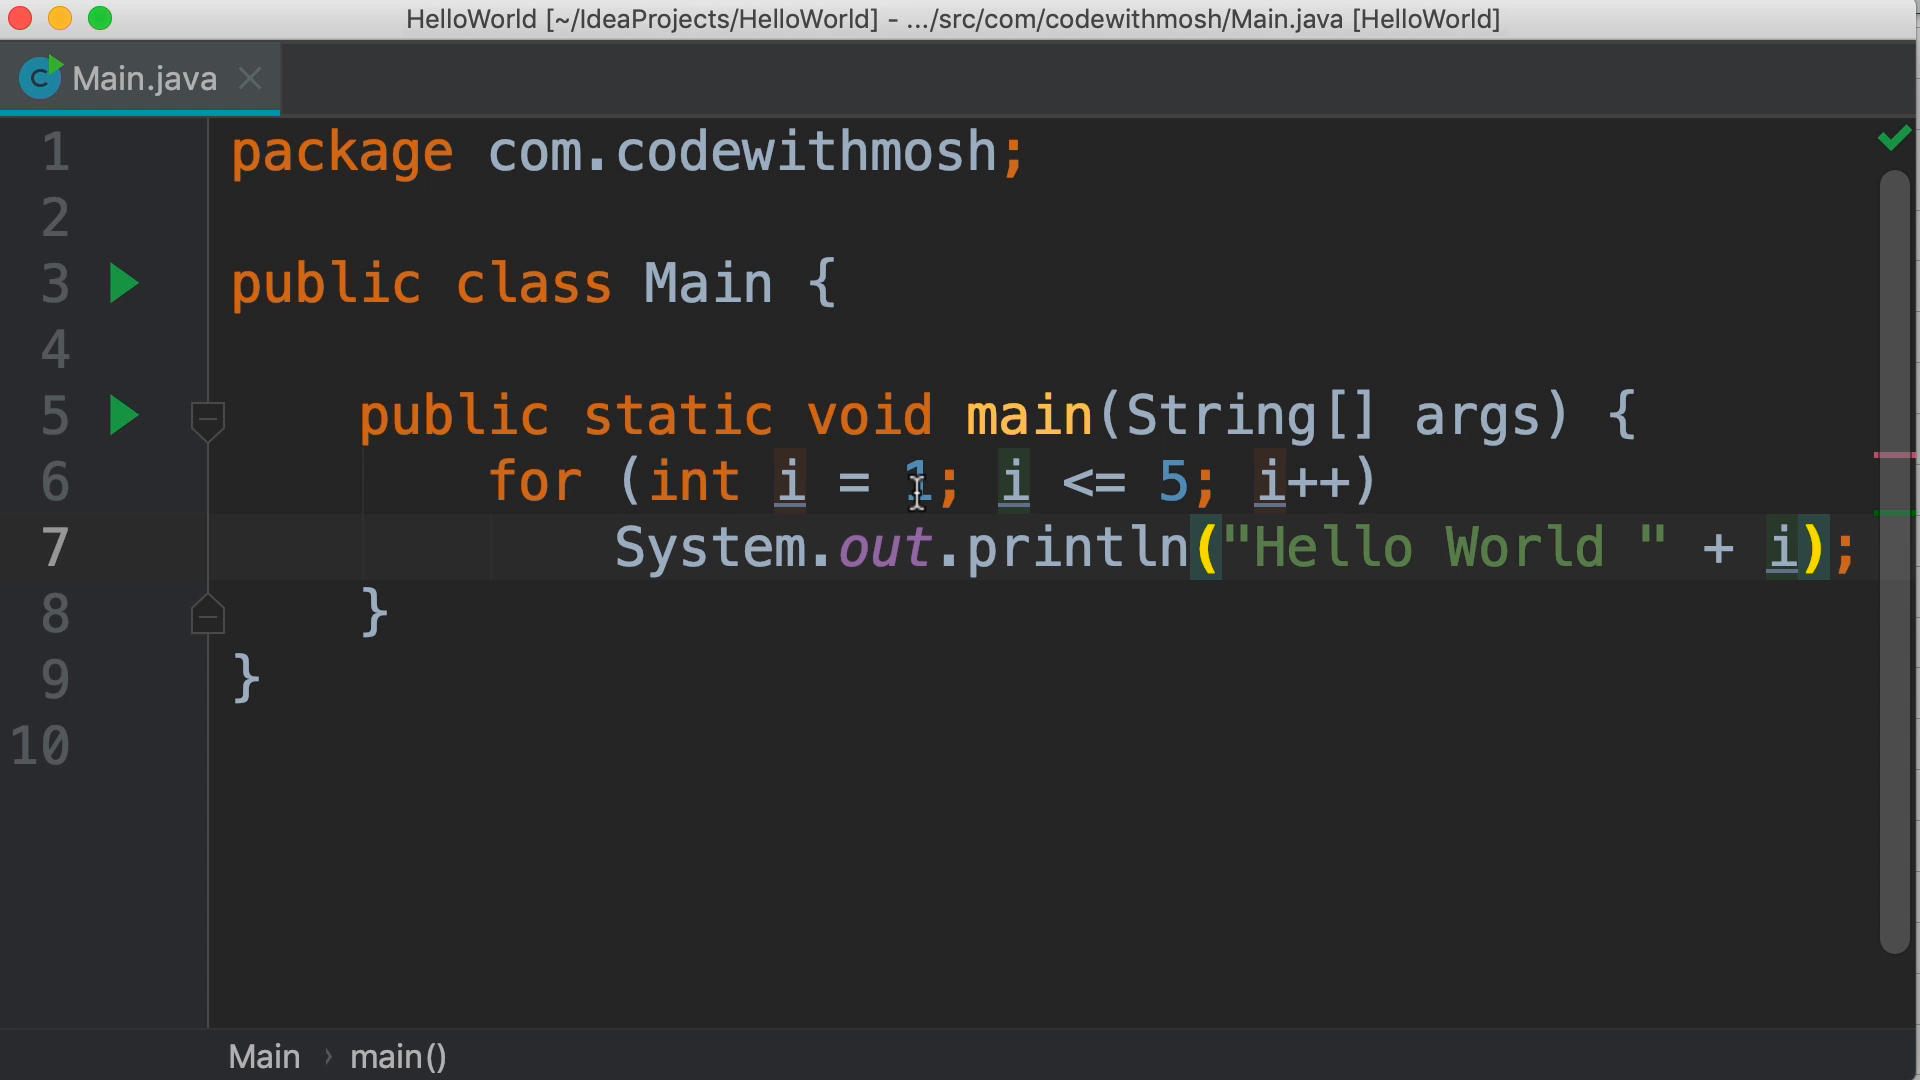 HelloWorld [~/IdeaProjects/HelloWorld] - .../src/com/codewithmosh/Main.java [HelloWorld]
C Main.java
1 package com.codewithmosh;
2
3 public class Main {
4
5     public static void main(String[] args) {
6         for (int i = 1; i <= 5; i++)
7             System.out.println("Hello World " + i);
8     }
9 }
10
Main › main()